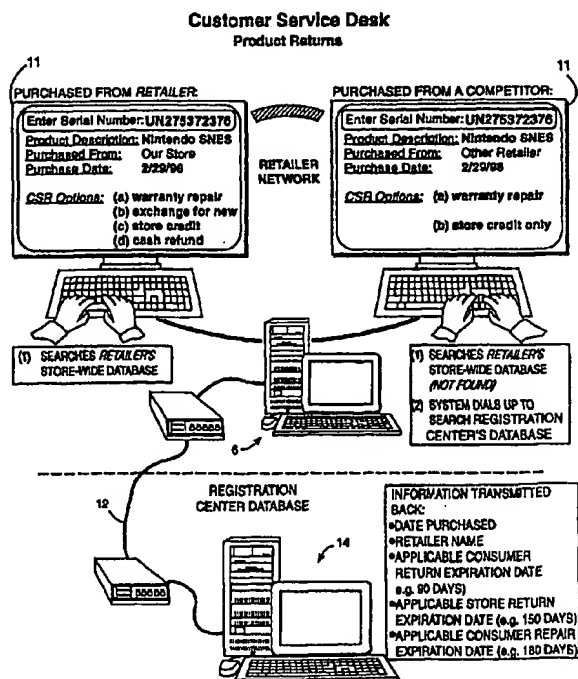 Customer Service Desk
Product Returns
11
11
PURCHASED FROM RETAILER:
Enter Serial Number:UN275372376
Product Description: Nintendo SNES
Purchased From: Our Store
Purchase Date: 2/29/96
CSR Options: (a) warranty repair
(b) exchange for new
(c) store credit
(d) cash refund
RETAILER
NETWORK
PURCHASED FROM A COMPETITOR:
Enter Serial Number:UN275372376
Product Description: Nintendo SNES
Purchased From: Other Retailer
Purchase Date: 2/29/96
CSR Options: (a) warranty repair
(b) store credit only
(1) SEARCHES RETAILER'S
STORE-WIDE DATABASE
(1) SEARCHES RETAILER'S
STORE-WIDE DATABASE
(NOT FOUND)
(2) SYSTEM DIALS UP TO
SEARCH REGISTRATION
CENTER'S DATABASE
6
12
REGISTRATION
CENTER DATABASE
14
INFORMATION TRANSMITTED
BACK:
•DATE PURCHASED
•RETAILER NAME
•APPLICABLE CONSUMER
RETURN EXPIRATION DATE
e.g. 90 DAYS)
•APPLICABLE STORE RETURN
EXPIRATION DATE (e.g. 150 DAYS)
•APPLICABLE CONSUMER REPAIR
EXPIRATION DATE (e.g. 180 DAYS)